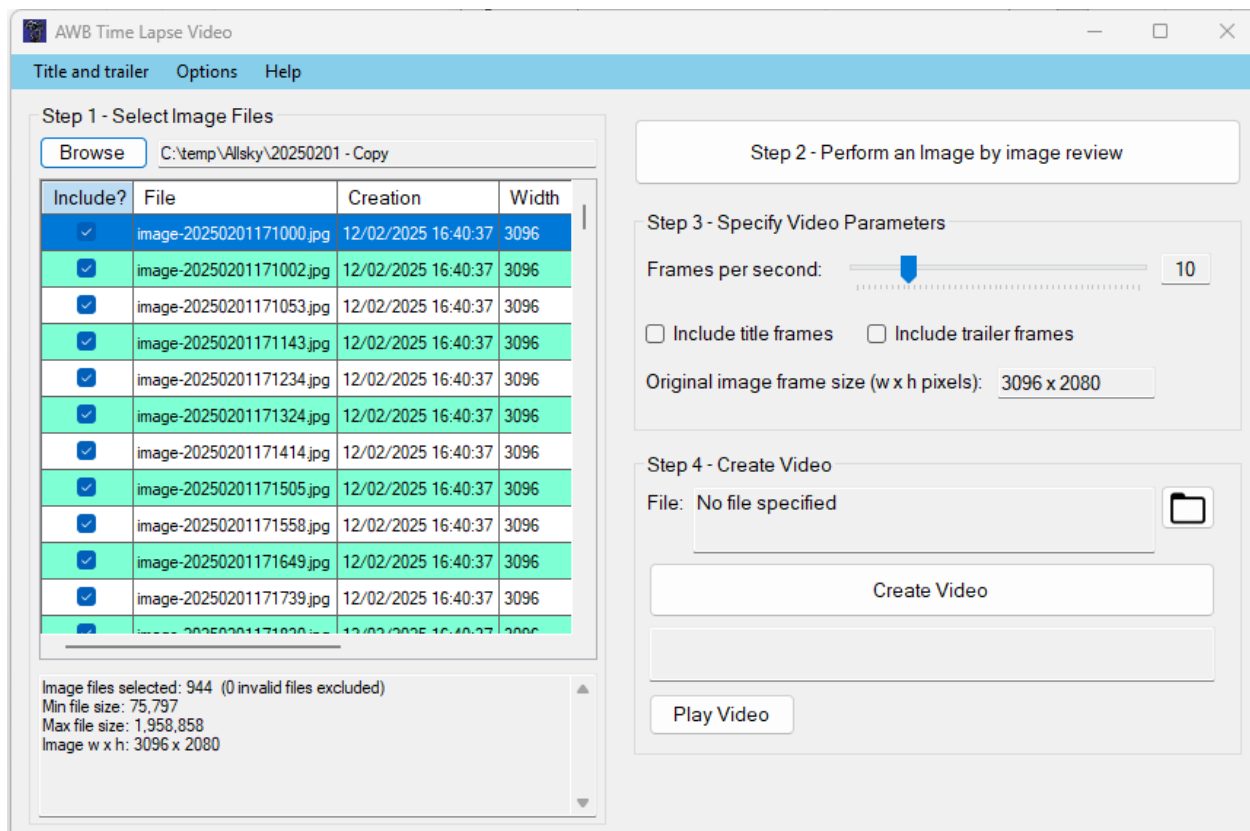 AWB Time Lapse Video
Title and trailer Options Help
Step 1 - Select Image Files
Browse C:\temp\Allsky\20250201 - Copy
Include? File Creation Width
image-20250201171000.jpg 12/02/2025 16:40:37 3096
image-20250201171002.jpg 12/02/2025 16:40:37 3096
image-20250201171053.jpg 12/02/2025 16:40:37 3096
image-20250201171143.jpg 12/02/2025 16:40:37 3096
image-20250201171234.jpg 12/02/2025 16:40:37 3096
image-20250201171324.jpg 12/02/2025 16:40:37 3096
image-20250201171414.jpg 12/02/2025 16:40:37 3096
image-20250201171505.jpg 12/02/2025 16:40:37 3096
image-20250201171558.jpg 12/02/2025 16:40:37 3096
image-20250201171649.jpg 12/02/2025 16:40:37 3096
image-20250201171739.jpg 12/02/2025 16:40:37 3096
Image files selected: 944 (0 invalid files excluded)
Min file size: 75,797
Max file size: 1,958,858
Image w x h: 3096 x 2080
Step 2 - Perform an Image by image review
Step 3 - Specify Video Parameters
Frames per second: 10
Include title frames Include trailer frames
Original image frame size (w x h pixels): 3096 x 2080
Step 4 - Create Video
File: No file specified
Create Video
Play Video